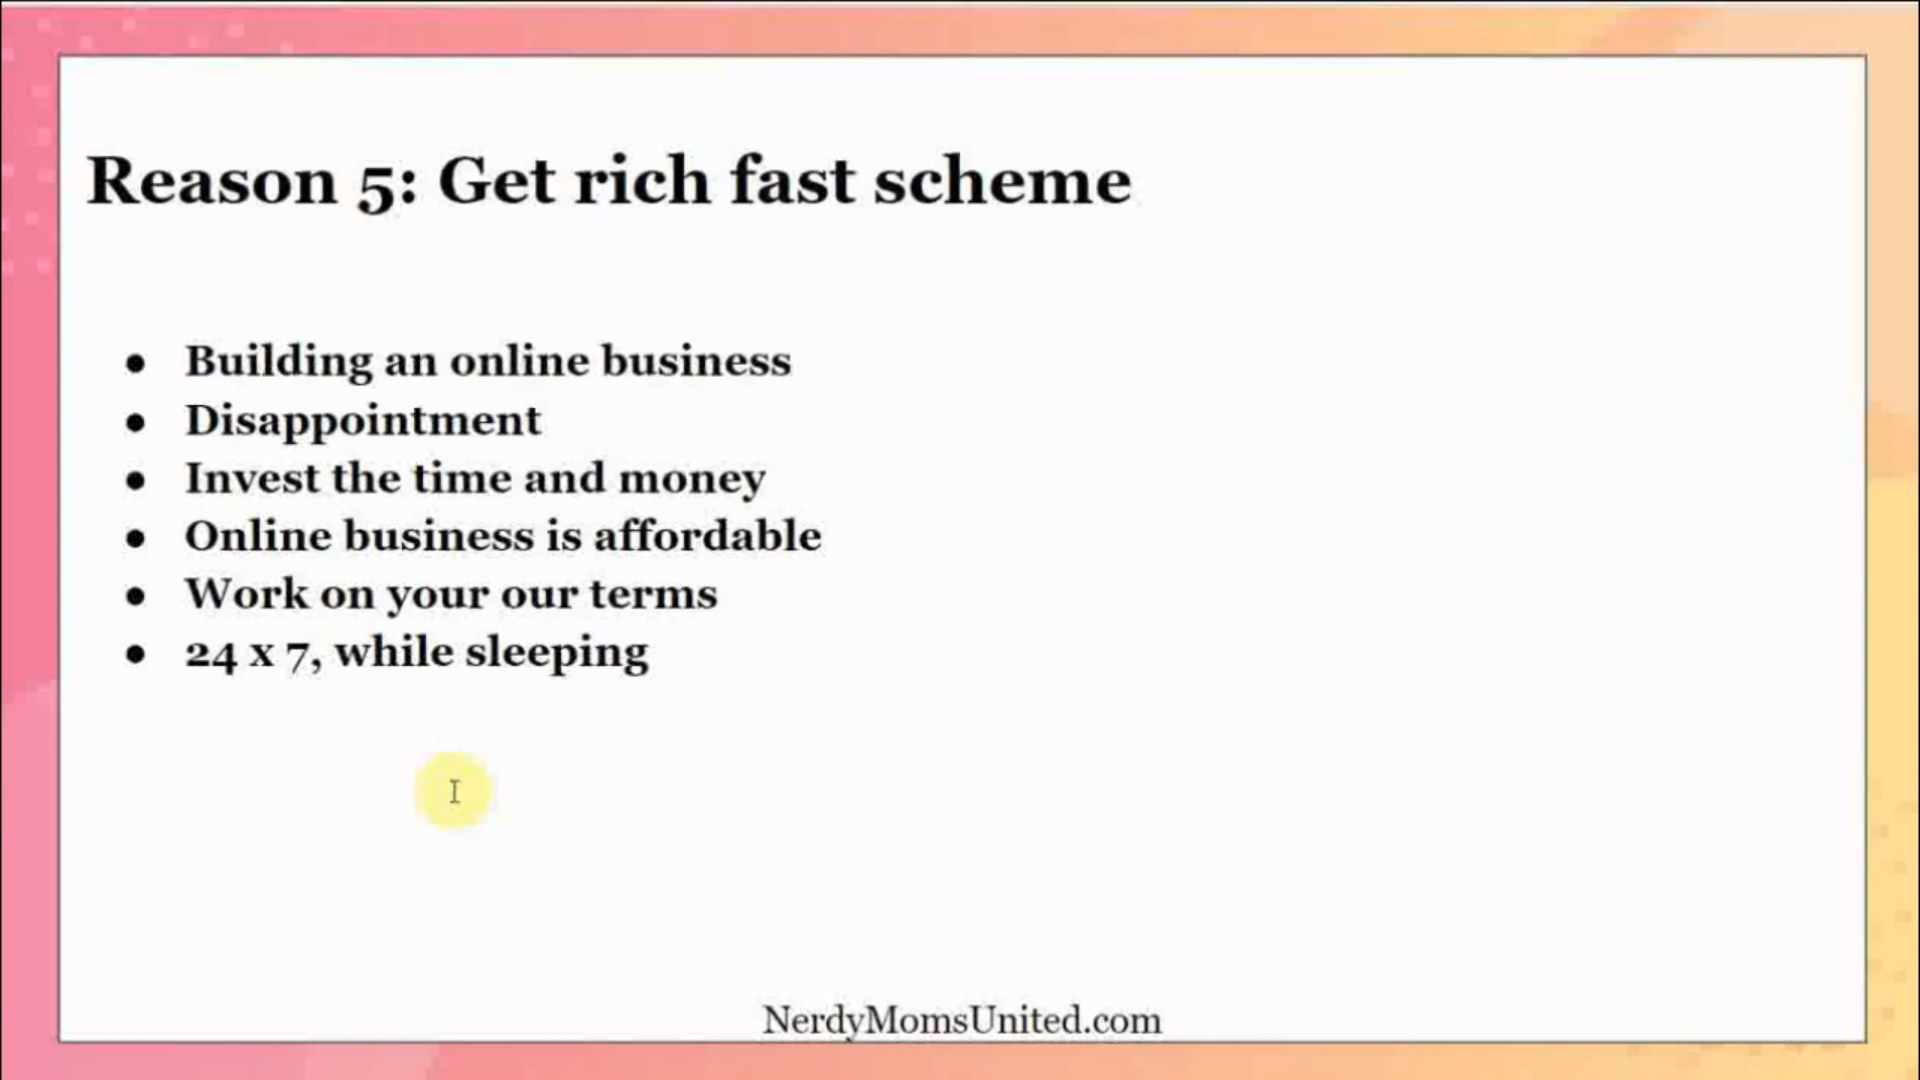 Reason 5: Get rich fast scheme
● Building an online business
● Disappointment
● Invest the time and money
● Online business is affordable
● Work on your our terms
● 24 x 7, while sleeping
NerdyMomsUnited.com